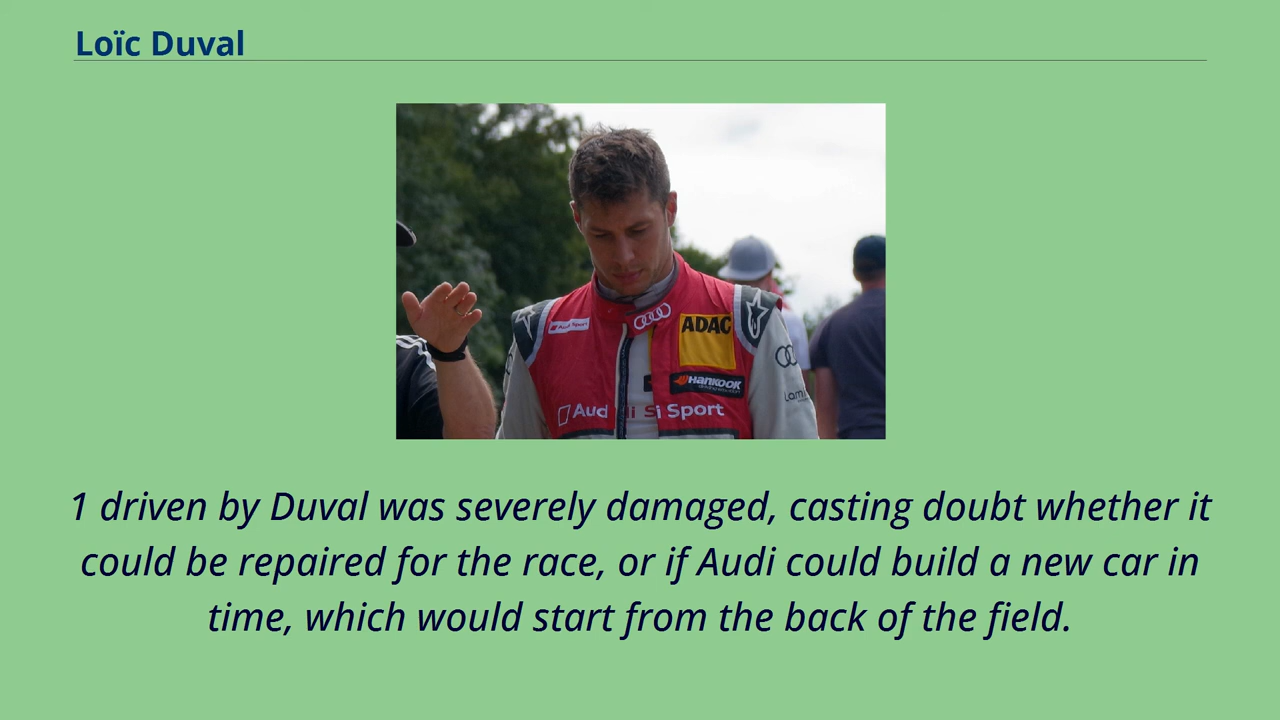 Loïc Duval
Audi Sport
ADAC
HANKOOK
Audi Sport
1 driven by Duval was severely damaged, casting doubt whether it
could be repaired for the race, or if Audi could build a new car in
time, which would start from the back of the field.